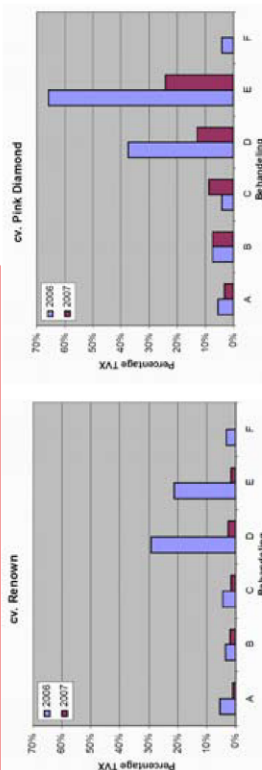 cv. Renown
2006
2007
Percentage TVX
70%
60%
50%
40%
30%
20%
10%
0%
A
B
C
D
E
F
Behandeling
cv. Pink Diamond
2006
2007
Percentage TVX
70%
60%
50%
40%
30%
20%
10%
0%
A
B
C
D
E
F
Behandeling